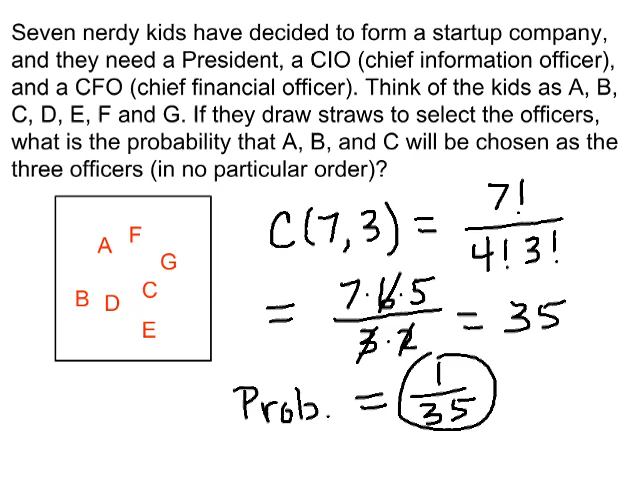 Seven nerdy kids have decided to form a startup company,
and they need a President, a CIO (chief information officer),
and a CFO (chief financial officer). Think of the kids as A, B,
C, D, E, F and G. If they draw straws to select the officers,
what is the probability that A, B, and C will be chosen as the
three officers (in no particular order)?
A F
G
B D C
E
C(7,3) = 7! / 4! 3!
= 7·6·5 / 3·2 = 35
Prob. = 1/35